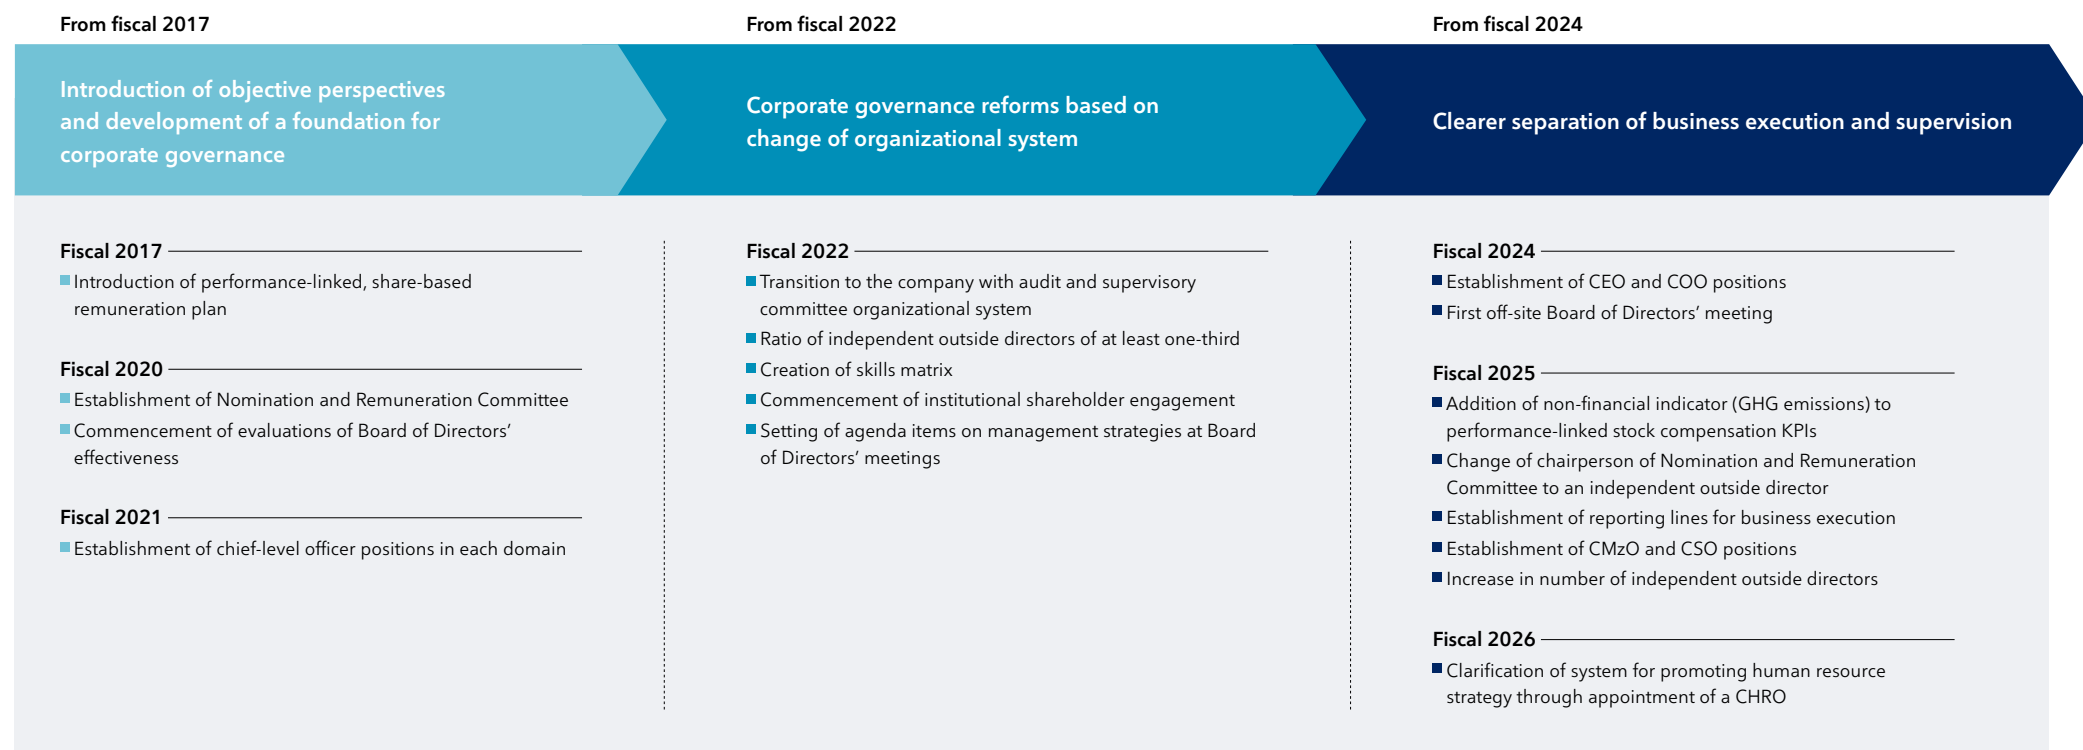 From fiscal 2017
Introduction of objective perspectives
and development of a foundation for
corporate governance
Fiscal 2017
Introduction of performance-linked, share-based
remuneration plan
Fiscal 2020
Establishment of Nomination and Remuneration Committee
Commencement of evaluations of Board of Directors’
effectiveness
Fiscal 2021
Establishment of chief-level officer positions in each domain
From fiscal 2022
Corporate governance reforms based on
change of organizational system
Fiscal 2022
Transition to the company with audit and supervisory
committee organizational system
Ratio of independent outside directors of at least one-third
Creation of skills matrix
Commencement of institutional shareholder engagement
Setting of agenda items on management strategies at Board
of Directors’ meetings
From fiscal 2024
Clearer separation of business execution and supervision
Fiscal 2024
Establishment of CEO and COO positions
First off-site Board of Directors’ meeting
Fiscal 2025
Addition of non-financial indicator (GHG emissions) to
performance-linked stock compensation KPIs
Change of chairperson of Nomination and Remuneration
Committee to an independent outside director
Establishment of reporting lines for business execution
Establishment of CMzO and CSO positions
Increase in number of independent outside directors
Fiscal 2026
Clarification of system for promoting human resource
strategy through appointment of a CHRO